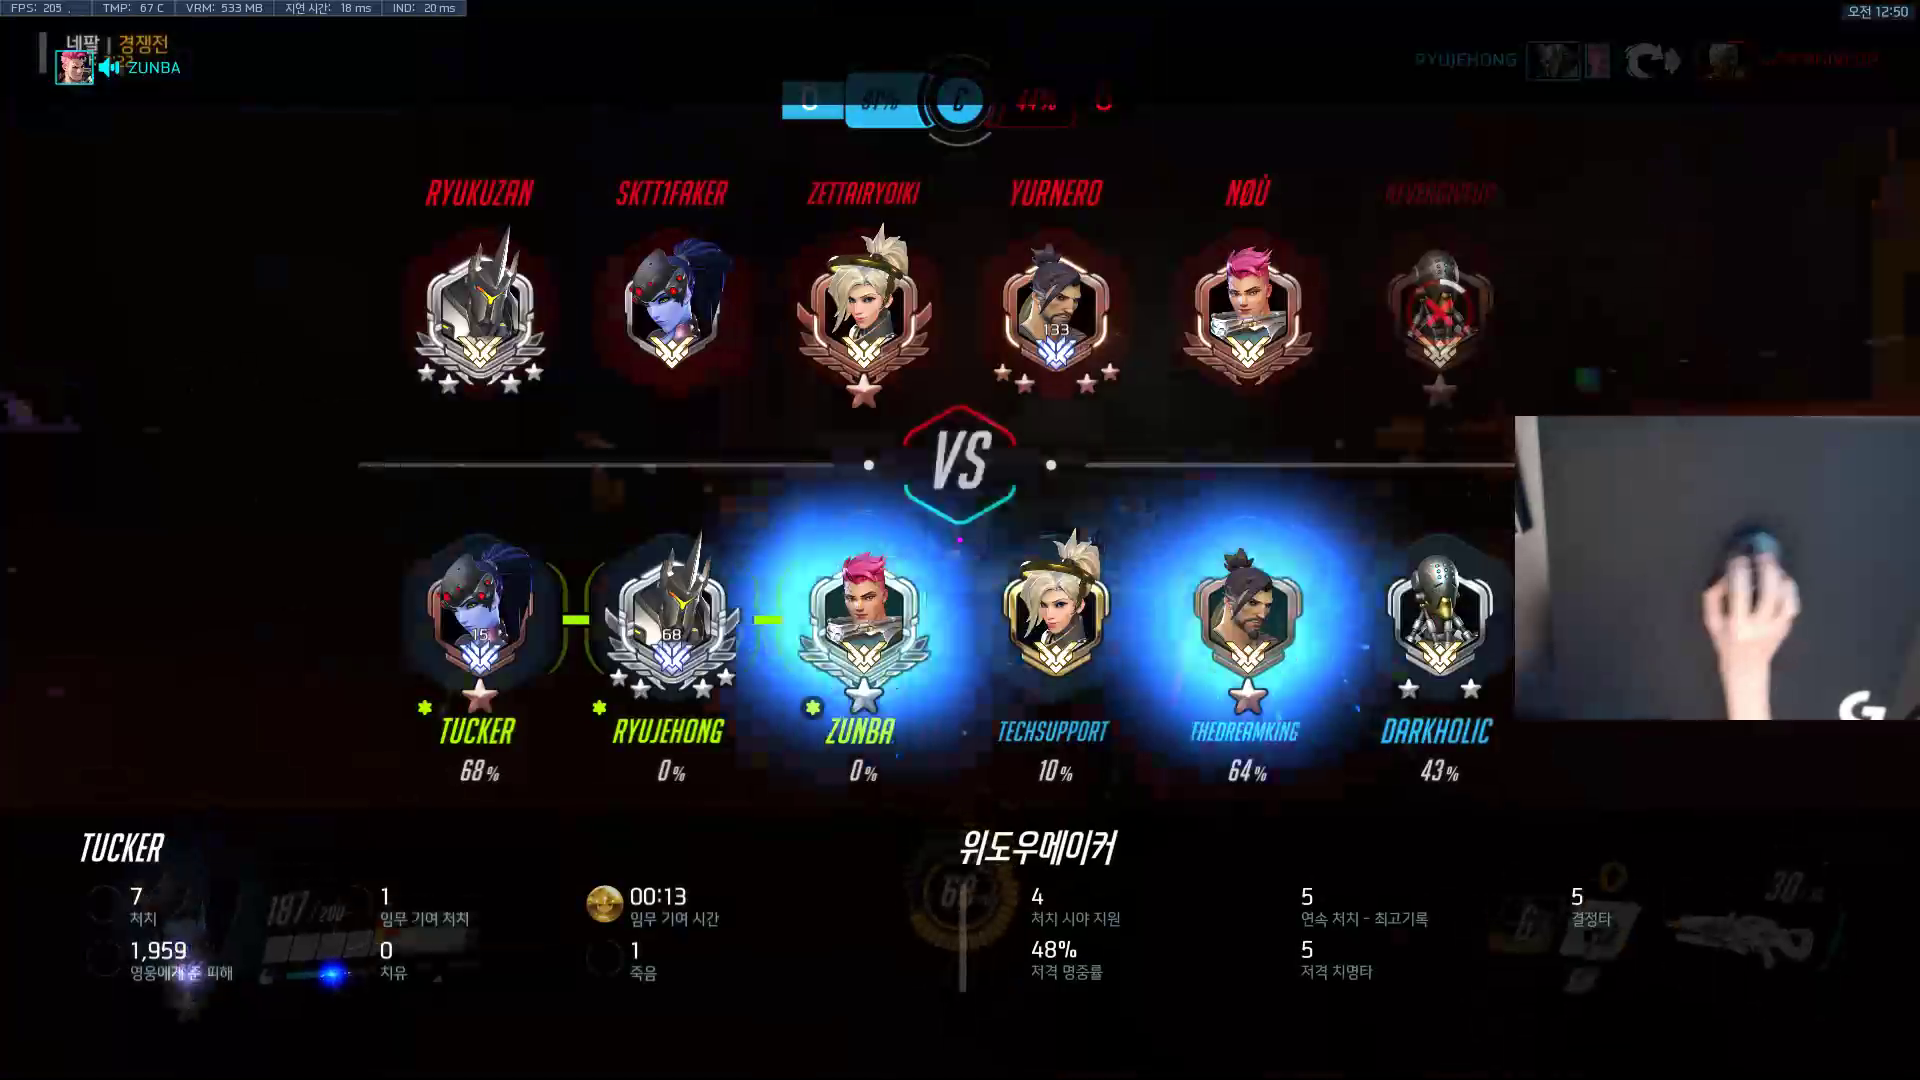 FPS: 205 TMP: 67 C VRM: 533 MB 지연 시간: 18 ms IND: 20 ms
오전 12:50
네팔 | 경쟁전
ZUNBA
RYUJEHONG
0 C 44% 0
RYUKUZAN SKTT1FAKER ZETTAIRYOIKI YURNERO NØÙ
133
VS
15 68
TUCKER RYUJEHONG ZUNBA TECHSUPPORT THEDREAMKING DARKHOLIC
68% 0% 0% 10% 64% 43%
TUCKER
위도우메이커
7 1 00:13 4 5 5
처치 임무 기여 처치 임무 기여 시간 처치 시야 지원 연속 처치 - 최고기록 결정타
1,959 0 1 48% 5
영웅에게 준 피해 치유 죽음 저격 명중률 저격 치명타
187/200
30
G